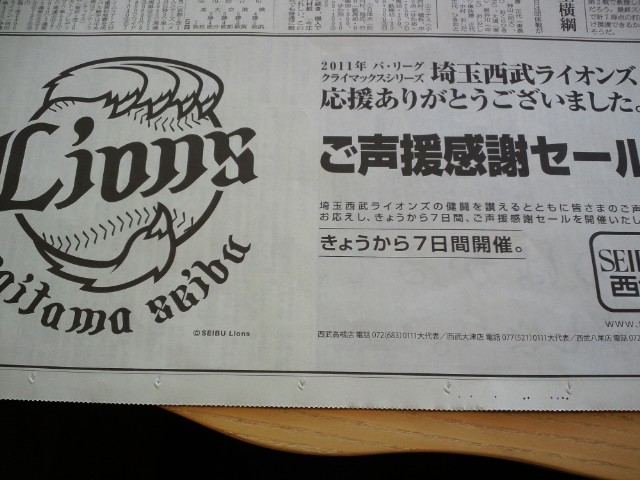 横綱
Lions
Saitama Seibu
©SEIBU Lions
2011年 パ・リーグ
クライマックスシリーズ 埼玉西武ライオンズ
応援ありがとうございました。
ご声援感謝セール
埼玉西武ライオンズの健闘を讃えるとともに皆さまのご声
お応えし、きょうから7日間、ご声援感謝セールを開催いたし
きょうから7日間開催。
SEIB
西
www.
西武高槻店 電話 072(683)0111大代表／西武大津店 電話 077(521)0111大代表／西武八尾店 電話 072